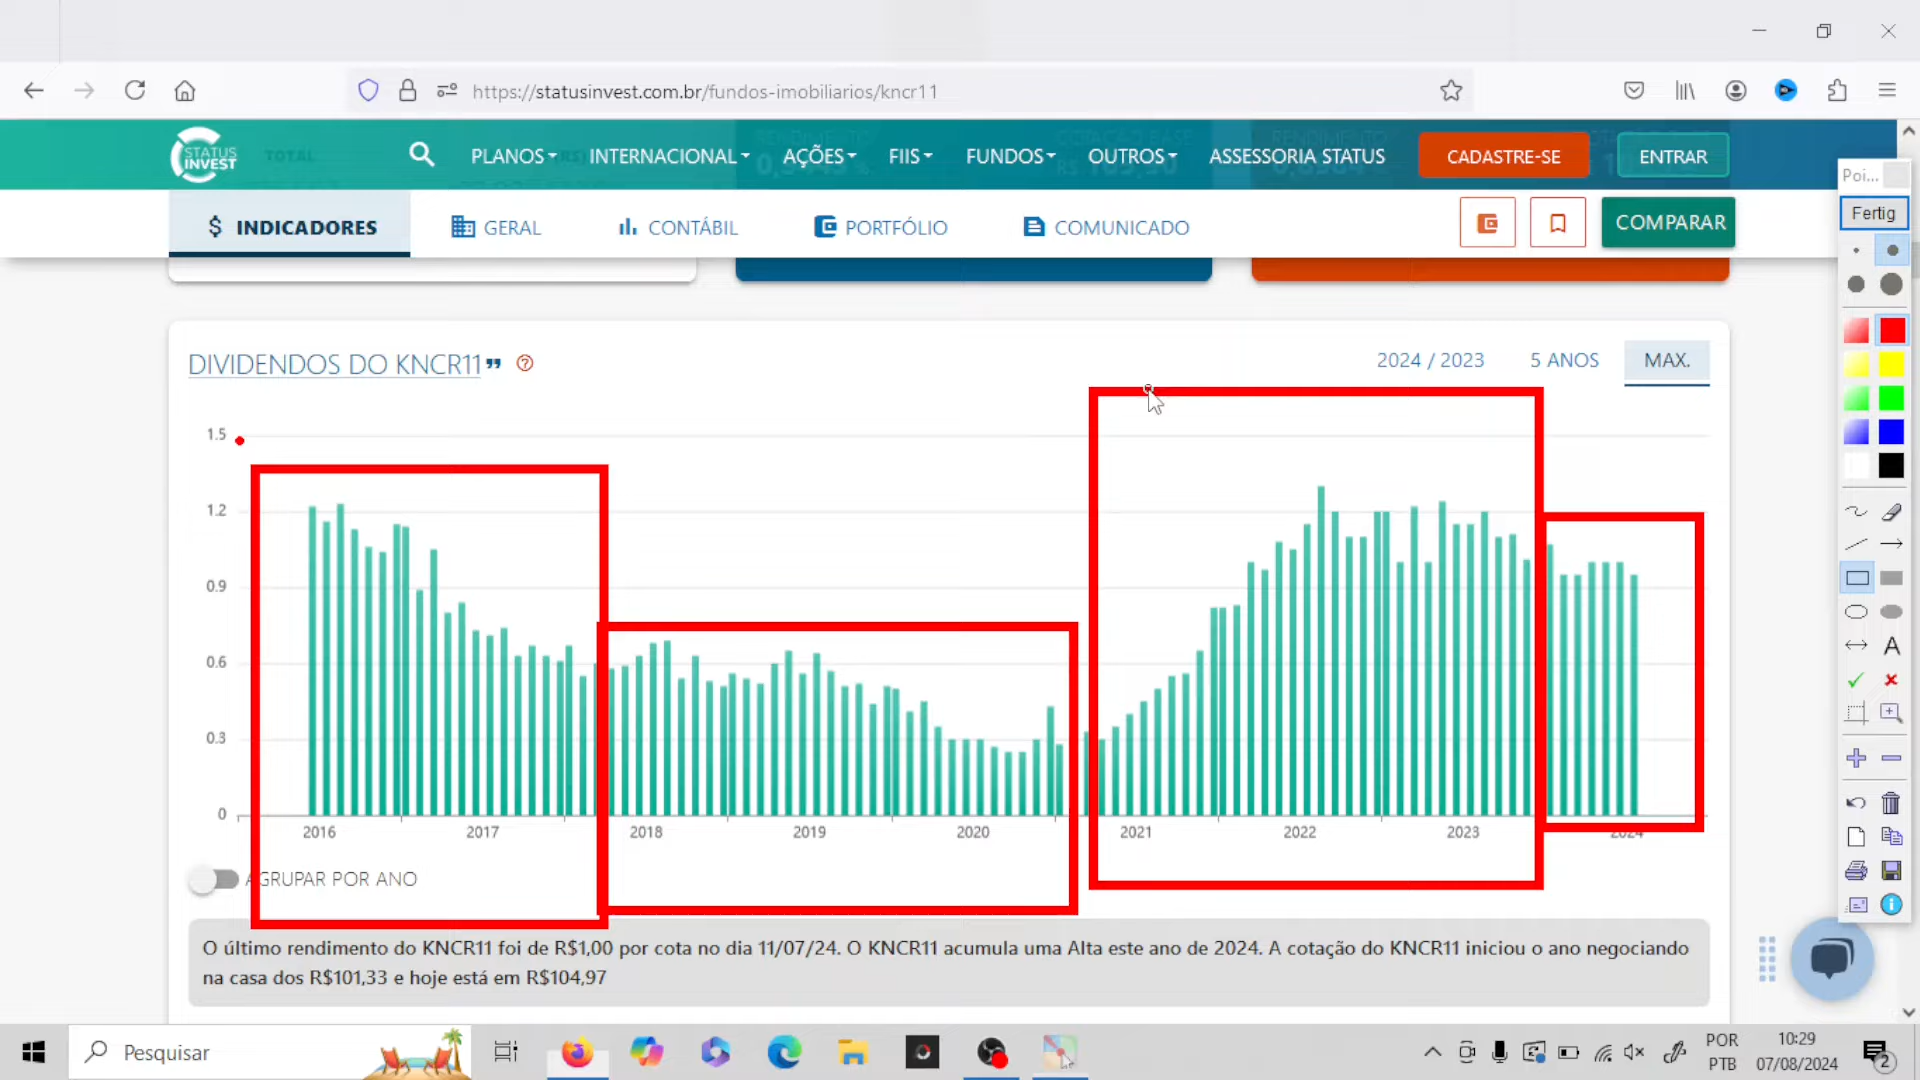 https://statusinvest.com.br/fundos-imobiliarios/kncr11
STATUS INVEST
PLANOS INTERNACIONAL AÇÕES FIIS FUNDOS OUTROS ASSESSORIA STATUS CADASTRE-SE ENTRAR
Poi...
Fertig
$ INDICADORES GERAL CONTÁBIL PORTFÓLIO COMUNICADO COMPARAR
DIVIDENDOS DO KNCR11 2024 / 2023 5 ANOS MAX.
1.5
1.2
0.9
0.6
0.3
0
2016 2017 2018 2019 2020 2021 2022 2023 2024
AGRUPAR POR ANO
O último rendimento do KNCR11 foi de R$1,00 por cota no dia 11/07/24. O KNCR11 acumula uma Alta este ano de 2024. A cotação do KNCR11 iniciou o ano negociando
na casa dos R$101,33 e hoje está em R$104,97
A
Pesquisar
POR
PTB
10:29
07/08/2024
2